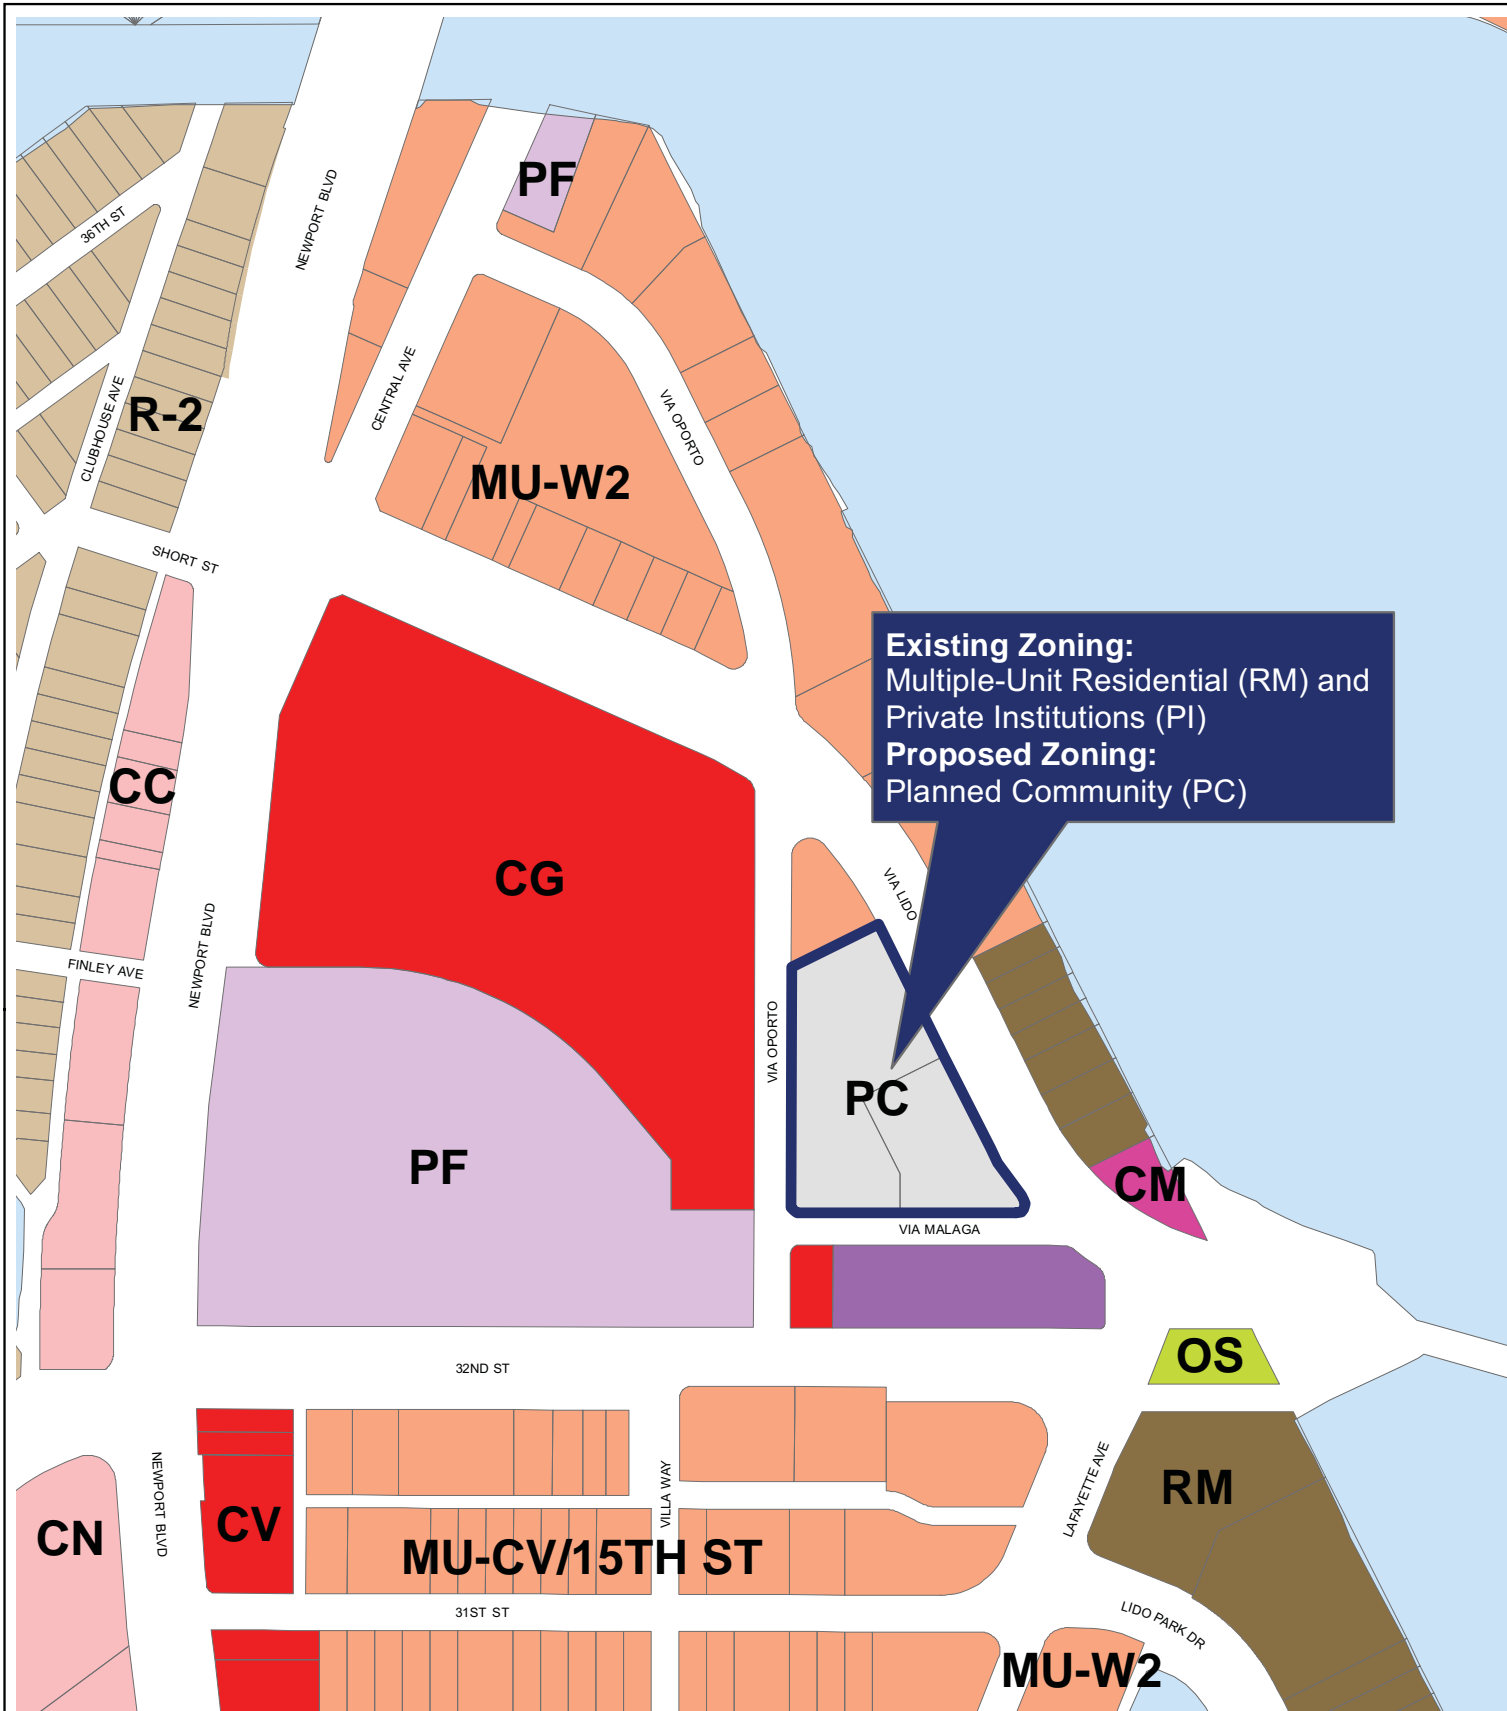 PF
36TH ST
NEWPORT BLVD
CENTRAL AVE
CLUBHOUSE AVE
R-2
VIA OPORTO
MU-W2
SHORT ST
Existing Zoning:
Multiple-Unit Residential (RM) and
Private Institutions (PI)
Proposed Zoning:
Planned Community (PC)
CC
CG
VIA LIDO
NEWPORT BLVD
FINLEY AVE
VIA OPORTO
PC
PF
CM
VIA MALAGA
OS
32ND ST
NEWPORT BLVD
VILLA WAY
LAFAYETTE AVE
RM
CV
CN
MU-CV/15TH ST
31ST ST
LIDO PARK DR
MU-W2